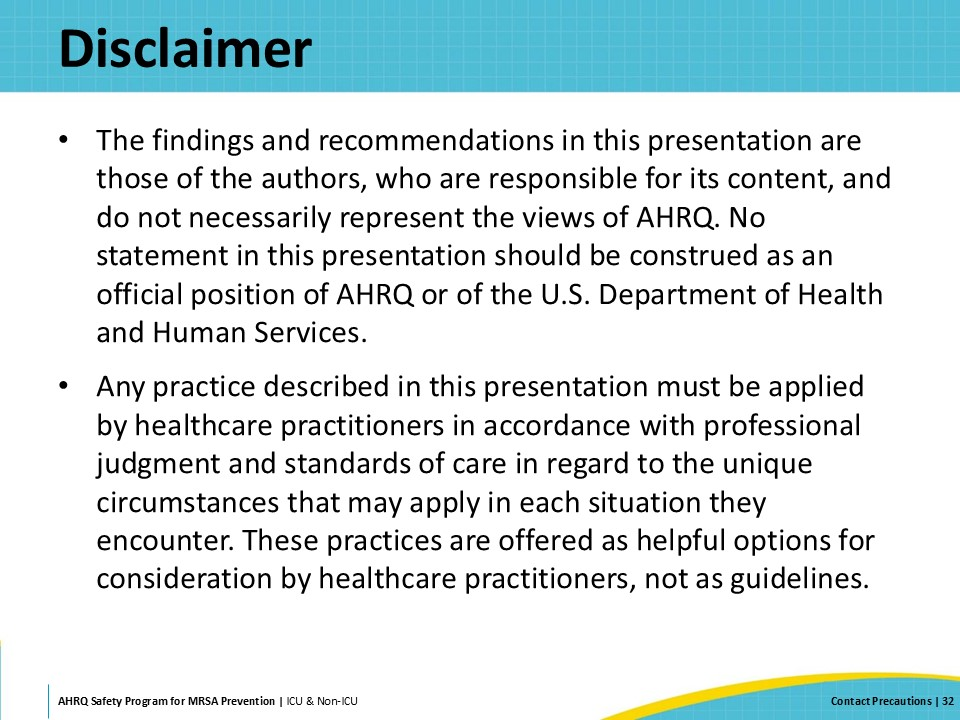 Disclaimer
• The findings and recommendations in this presentation are
those of the authors, who are responsible for its content, and
do not necessarily represent the views of AHRQ. No
statement in this presentation should be construed as an
official position of AHRQ or of the U.S. Department of Health
and Human Services.
• Any practice described in this presentation must be applied
by healthcare practitioners in accordance with professional
judgment and standards of care in regard to the unique
circumstances that may apply in each situation they
encounter. These practices are offered as helpful options for
consideration by healthcare practitioners, not as guidelines.
AHRQ Safety Program for MRSA Prevention | ICU & Non-ICU
Contact Precautions | 32